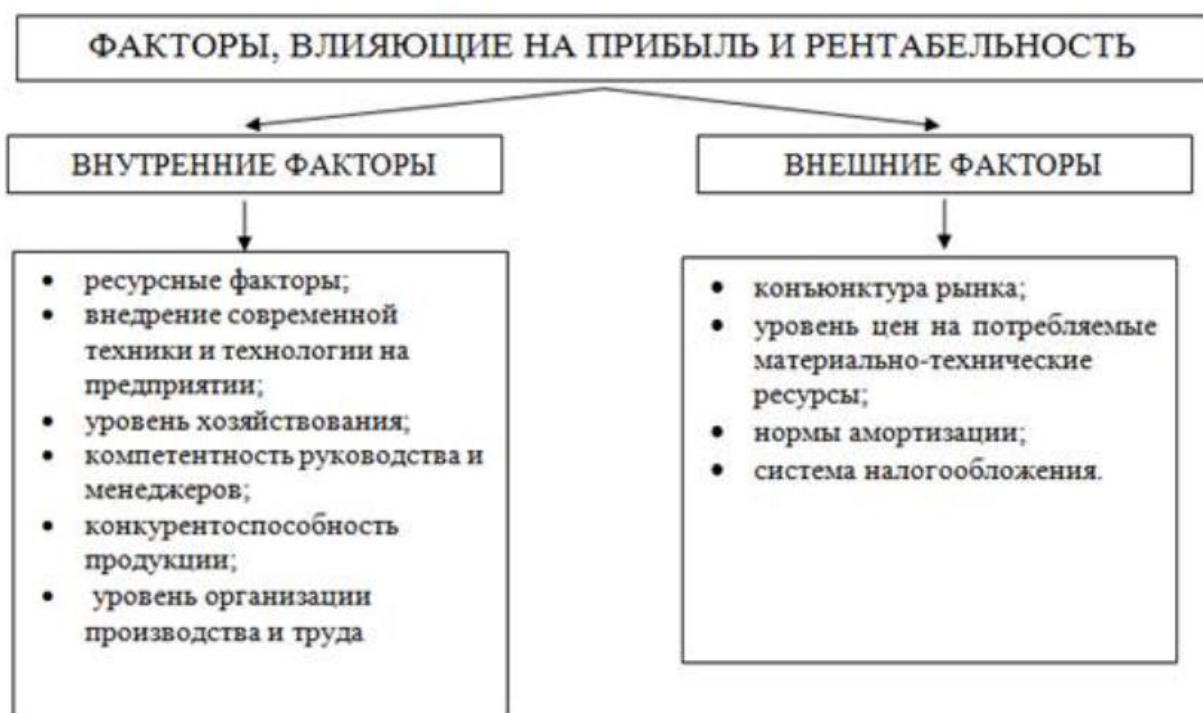 ФАКТОРЫ, ВЛИЯЮЩИЕ НА ПРИБЫЛЬ И РЕНТАБЕЛЬНОСТЬ
ВНУТРЕННИЕ ФАКТОРЫ
• ресурсные факторы;
• внедрение современной
техники и технологии на
предприятии;
• уровень хозяйствования;
• компетентность руководства и
менеджеров;
• конкурентоспособность
продукции;
• уровень организации
производства и труда
ВНЕШНИЕ ФАКТОРЫ
• конъюнктура рынка;
• уровень цен на потребляемые
материально-технические
ресурсы;
• нормы амортизации;
• система налогообложения.